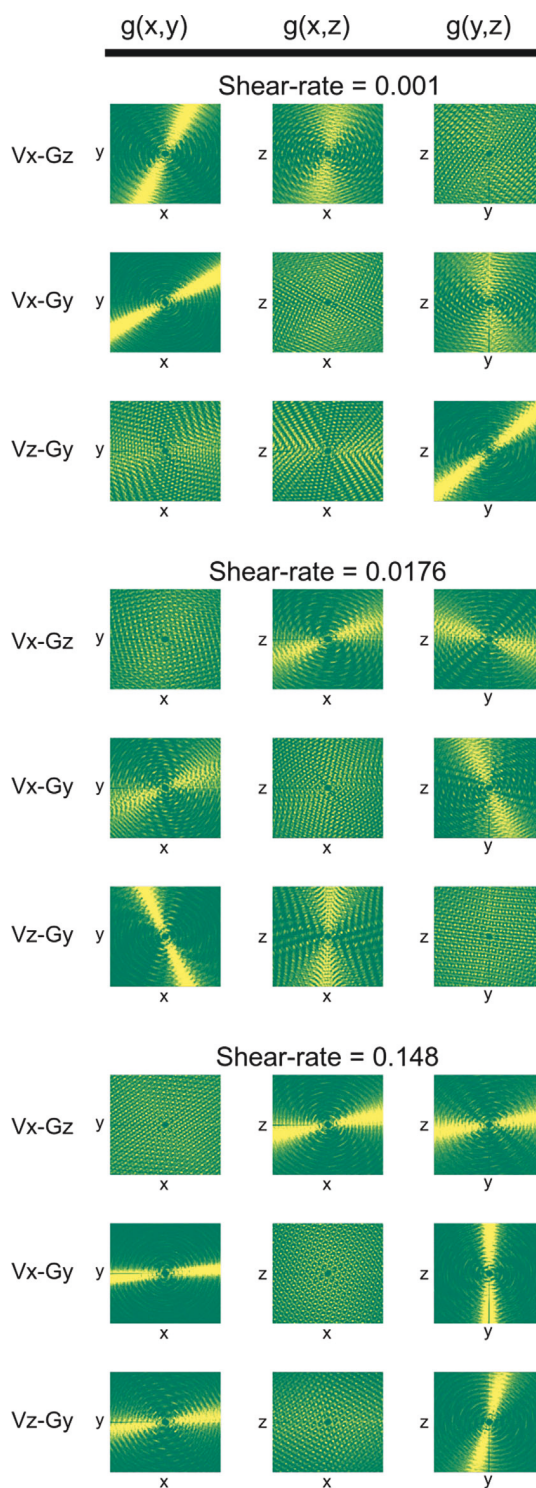 g(x,y) g(x,z) g(y,z)
Shear-rate = 0.001
Vx-Gz y z z
x x y
Vx-Gy y z z
x x y
Vz-Gy y z z
x x y
Shear-rate = 0.0176
Vx-Gz y z z
x x y
Vx-Gy y z z
x x y
Vz-Gy y z z
x x y
Shear-rate = 0.148
Vx-Gz y z z
x x y
Vx-Gy y z z
x x y
Vz-Gy y z z
x x y